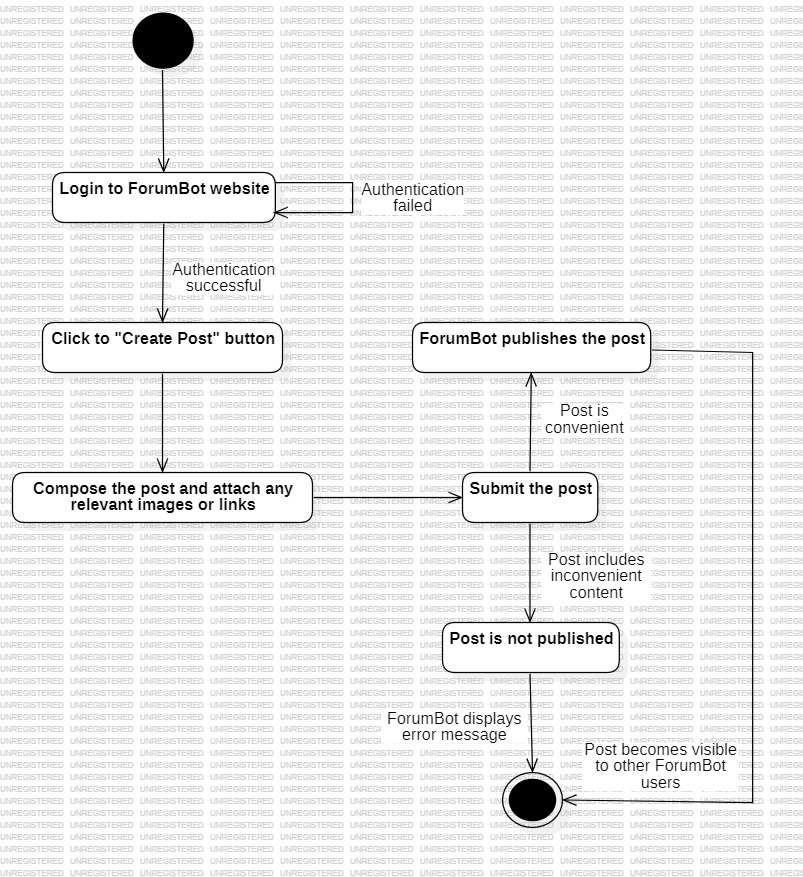 Login to ForumBot website
Authentication
failed
Authentication
successful
Click to "Create Post" button
ForumBot publishes the post
Post is
convenient
Compose the post and attach any
relevant images or links
Submit the post
Post includes
inconvenient
content
Post is not published
ForumBot displays
error message
Post becomes visible
to other ForumBot
users
UNREGISTERED